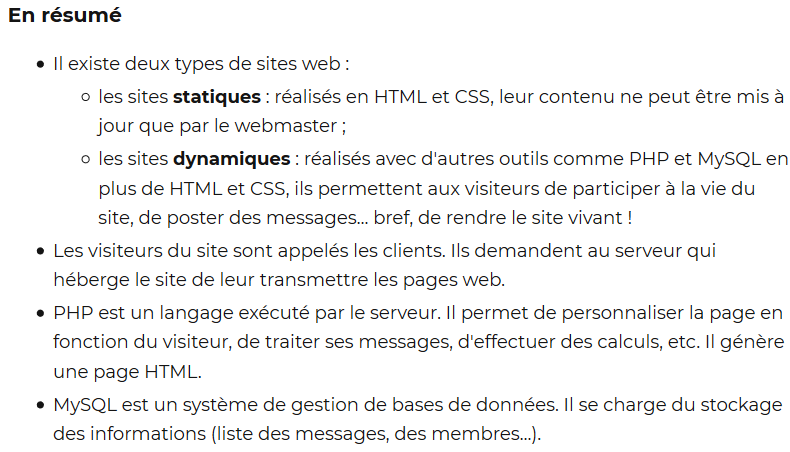 En résumé
Il existe deux types de sites web :
les sites statiques : réalisés en HTML et CSS, leur contenu ne peut être mis à
jour que par le webmaster ;
les sites dynamiques : réalisés avec d'autres outils comme PHP et MySQL en
plus de HTML et CSS, ils permettent aux visiteurs de participer à la vie du
site, de poster des messages... bref, de rendre le site vivant !
Les visiteurs du site sont appelés les clients. Ils demandent au serveur qui
héberge le site de leur transmettre les pages web.
PHP est un langage exécuté par le serveur. Il permet de personnaliser la page en
fonction du visiteur, de traiter ses messages, d'effectuer des calculs, etc. Il génère
une page HTML.
MySQL est un système de gestion de bases de données. Il se charge du stockage
des informations (liste des messages, des membres...).